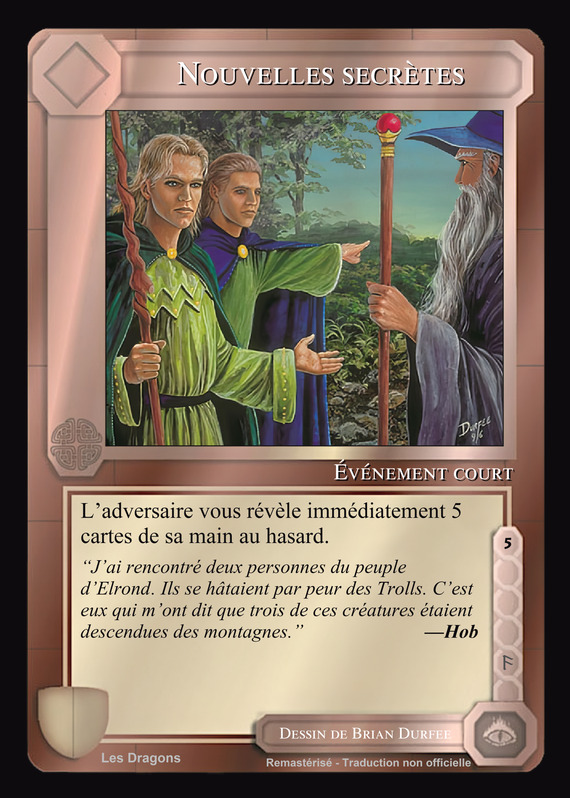 Nouvelles secrètes
Durfee
96
Événement court
L'adversaire vous révèle immédiatement 5
cartes de sa main au hasard.
“J'ai rencontré deux personnes du peuple
d'Elrond. Ils se hâtaient par peur des Trolls. C'est
eux qui m'ont dit que trois de ces créatures étaient
descendues des montagnes.” —Hob
5
ᚩ
Dessin de Brian Durfee
Les Dragons
Remastérisé - Traduction non officielle